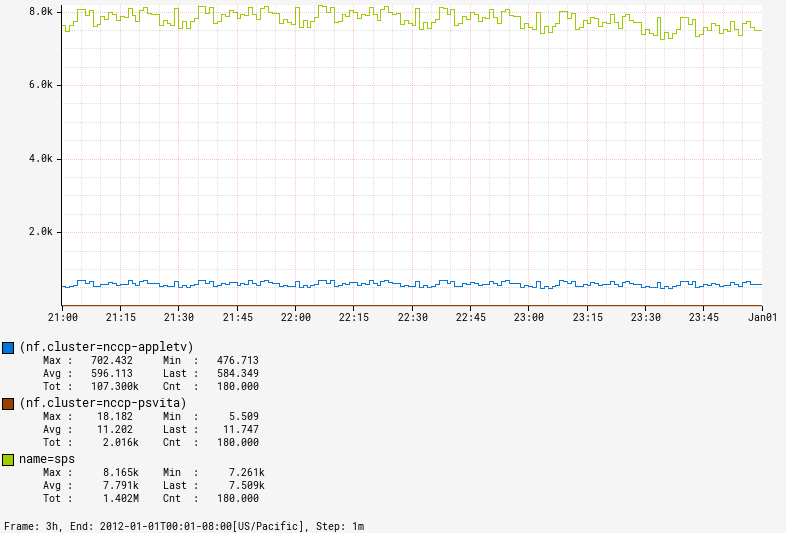 8.0k
6.0k
4.0k
2.0k
21:00 21:15 21:30 21:45 22:00 22:15 22:30 22:45 23:00 23:15 23:30 23:45 Jan01
(nf.cluster=nccp-appletv)
Max : 702.432 Min : 476.713
Avg : 596.113 Last : 584.349
Tot : 107.300k Cnt : 180.000
(nf.cluster=nccp-psvita)
Max : 18.182 Min : 5.509
Avg : 11.202 Last : 11.747
Tot : 2.016k Cnt : 180.000
name=sps
Max : 8.165k Min : 7.261k
Avg : 7.791k Last : 7.509k
Tot : 1.402M Cnt : 180.000
Frame: 3h, End: 2012-01-01T00:01-08:00[US/Pacific], Step: 1m